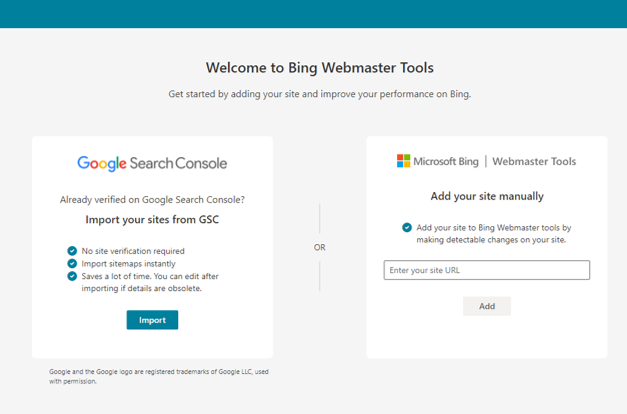 Welcome to Bing Webmaster Tools
Get started by adding your site and improve your performance on Bing.
Google Search Console
Already verified on Google Search Console?
Import your sites from GSC
No site verification required
Import sitemaps instantly
Saves a lot of time. You can edit after
importing if details are obsolete.
Import
Google and the Google logo are registered trademarks of Google LLC, used
with permission.
OR
Microsoft Bing | Webmaster Tools
Add your site manually
Add your site to Bing Webmaster tools by
making detectable changes on your site.
Enter your site URL
Add